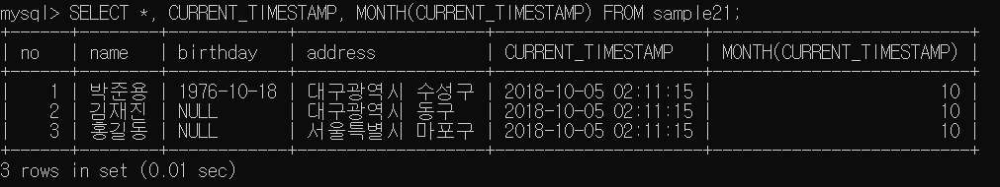 mysql> SELECT *, CURRENT_TIMESTAMP, MONTH(CURRENT_TIMESTAMP) FROM sample21;
+------+--------+------------+-----------------+---------------------+--------------------------+
| no | name | birthday | address | CURRENT_TIMESTAMP | MONTH(CURRENT_TIMESTAMP) |
+------+--------+------------+-----------------+---------------------+--------------------------+
| 1 | 박준용 | 1976-10-18 | 대구광역시 수성구 | 2018-10-05 02:11:15 | 10 |
| 2 | 김재진 | NULL | 대구광역시 동구 | 2018-10-05 02:11:15 | 10 |
| 3 | 홍길동 | NULL | 서울특별시 마포구 | 2018-10-05 02:11:15 | 10 |
+------+--------+------------+-----------------+---------------------+--------------------------+
3 rows in set (0.01 sec)